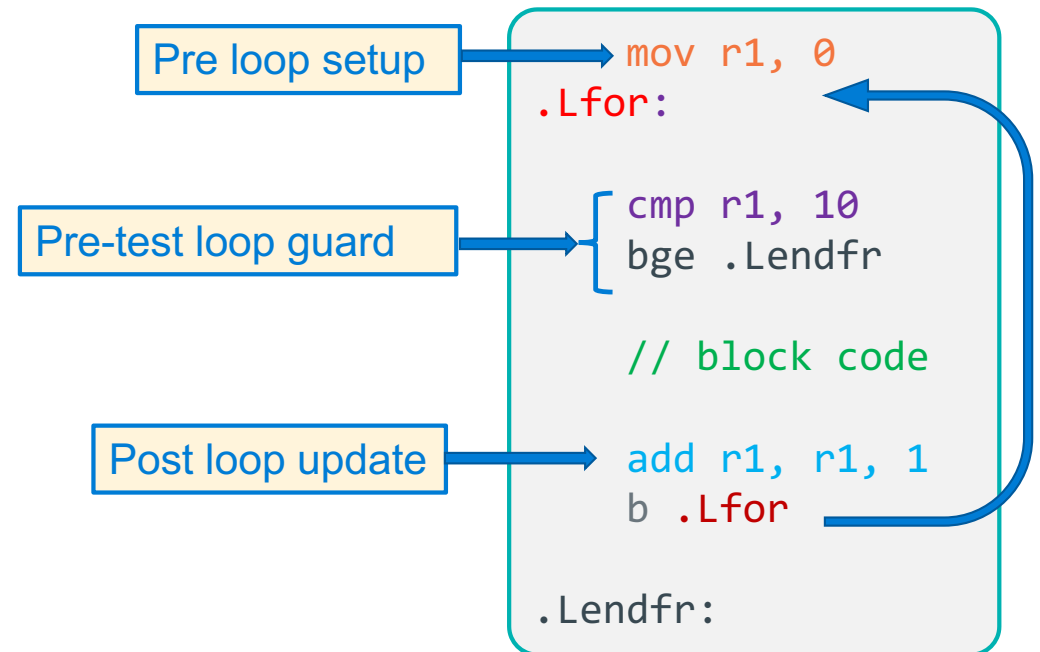 Pre loop setup
mov r1, 0
.Lfor:
cmp r1, 10
Pre-test loop guard
bge .Lendfr
// block code
Post loop update
add r1, r1, 1
b .Lfor
.Lendfr: